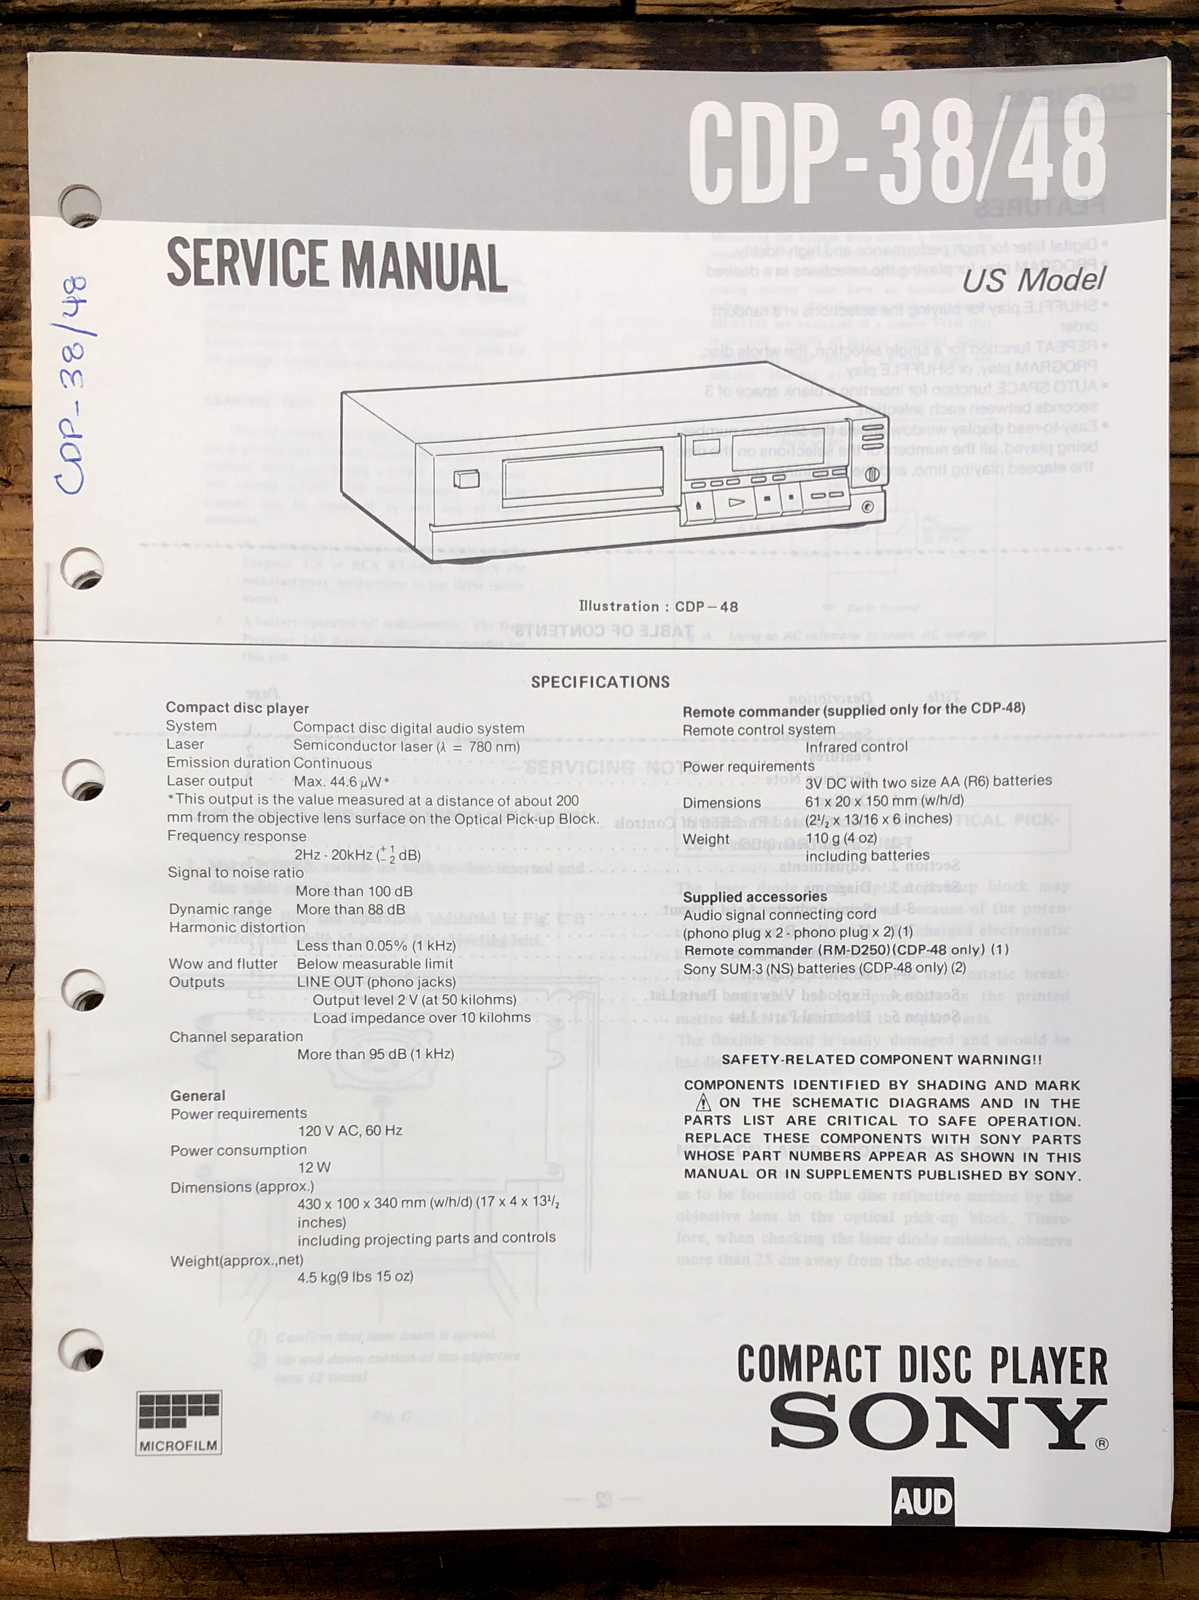 CDP-38/48
SERVICE MANUAL
US Model
CDP-38/48
Illustration : CDP-48
SPECIFICATIONS
Compact disc player
System Compact disc digital audio system
Laser Semiconductor laser (λ = 780 nm)
Emission duration Continuous
Laser output Max. 44.6 µW*
*This output is the value measured at a distance of about 200
mm from the objective lens surface on the Optical Pick-up Block.
Frequency response
2Hz - 20kHz (+1 −2 dB)
Signal to noise ratio
More than 100 dB
Dynamic range More than 88 dB
Harmonic distortion
Less than 0.05% (1 kHz)
Wow and flutter Below measurable limit
Outputs LINE OUT (phono jacks)
Output level 2 V (at 50 kilohms)
Load impedance over 10 kilohms
Channel separation
More than 95 dB (1 kHz)
General
Power requirements
120 V AC, 60 Hz
Power consumption
12 W
Dimensions (approx.)
430 x 100 x 340 mm (w/h/d) (17 x 4 x 13 1/2
inches)
including projecting parts and controls
Weight(approx.,net)
4.5 kg(9 lbs 15 oz)
Remote commander (supplied only for the CDP-48)
Remote control system
Infrared control
Power requirements
3V DC with two size AA (R6) batteries
Dimensions 61 x 20 x 150 mm (w/h/d)
(2 1/2 x 13/16 x 6 inches)
Weight 110 g (4 oz)
including batteries
Supplied accessories
Audio signal connecting cord
(phono plug x 2 - phono plug x 2) (1)
Remote commander (RM-D250)(CDP-48 only) (1)
Sony SUM-3 (NS) batteries (CDP-48 only) (2)
SAFETY-RELATED COMPONENT WARNING!!
COMPONENTS IDENTIFIED BY SHADING AND MARK
⚠ ON THE SCHEMATIC DIAGRAMS AND IN THE
PARTS LIST ARE CRITICAL TO SAFE OPERATION.
REPLACE THESE COMPONENTS WITH SONY PARTS
WHOSE PART NUMBERS APPEAR AS SHOWN IN THIS
MANUAL OR IN SUPPLEMENTS PUBLISHED BY SONY.
MICROFILM
COMPACT DISC PLAYER
SONY®
AUD